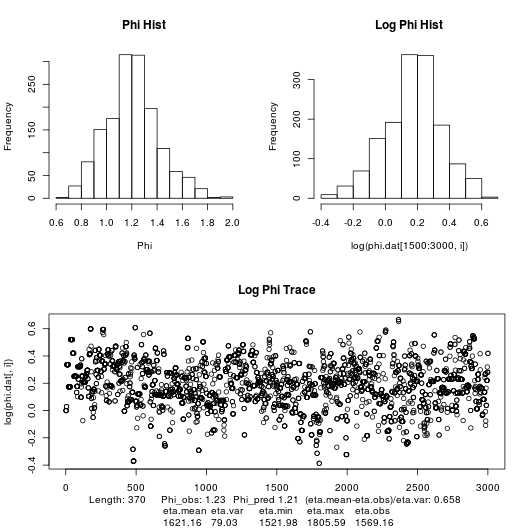 Phi Hist
Log Phi Hist
Frequency
0 50 150 250
0.6 0.8 1.0 1.2 1.4 1.6 1.8 2.0
Phi
Frequency
0 100 200 300
-0.4 -0.2 0.0 0.2 0.4 0.6
log(phi.dat[1500:3000, i])
Log Phi Trace
log(phi.dat[, i])
-0.4 -0.2 0.0 0.2 0.4 0.6
0 500 1000 1500 2000 2500 3000
Length: 370 Phi_obs: 1.23 Phi_pred 1.21 (eta.mean-eta.obs)/eta.var: 0.658
eta.mean eta.var eta.min eta.max eta.obs
1621.16 79.03 1521.98 1805.59 1569.16